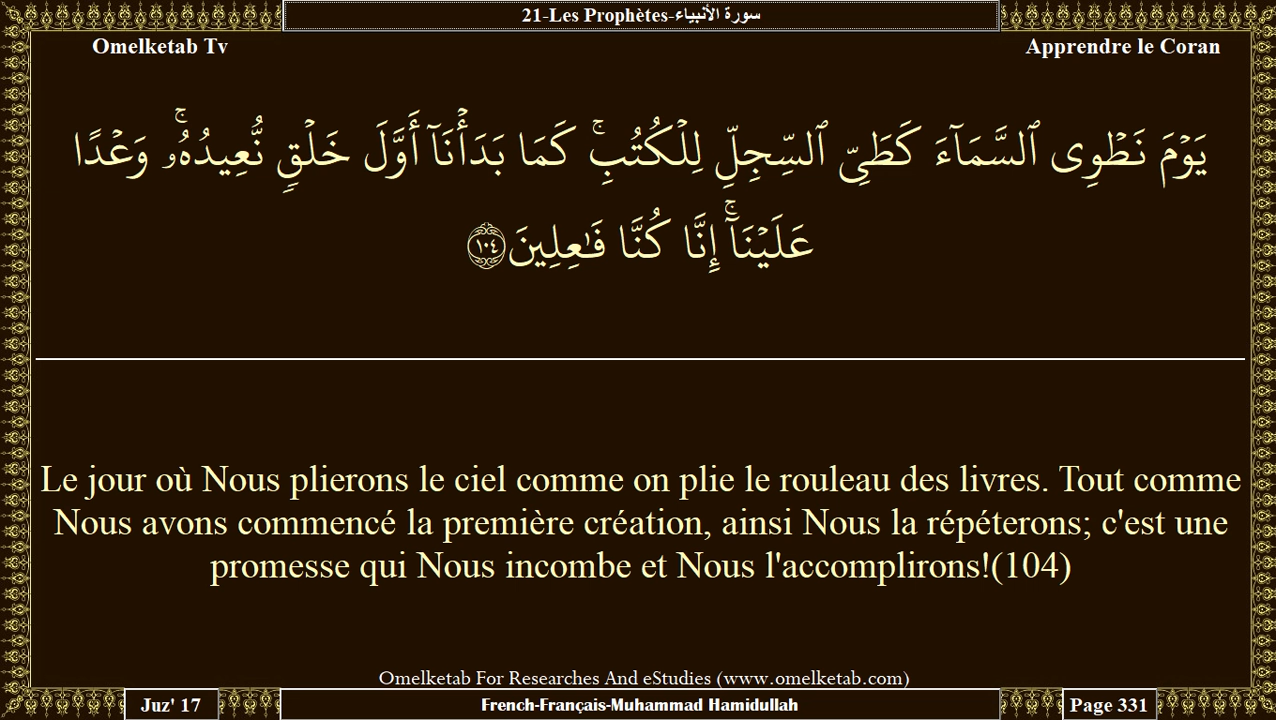 21-Les Prophètes-سورة الأنبياء
Omelketab Tv
Apprendre le Coran
يَوْمَ نَطْوِى ٱلسَّمَآءَ كَطَىِّ ٱلسِّجِلِّ لِلْكُتُبِ ۚ كَمَا بَدَأْنَآ أَوَّلَ خَلْقٍ نُّعِيدُهُۥ ۚ وَعْدًا
عَلَيْنَآ ۚ إِنَّا كُنَّا فَٰعِلِينَ ١٠٤
Le jour où Nous plierons le ciel comme on plie le rouleau des livres. Tout comme
Nous avons commencé la première création, ainsi Nous la répéterons; c'est une
promesse qui Nous incombe et Nous l'accomplirons!(104)
Omelketab For Researches And eStudies (www.omelketab.com)
Juz' 17
French-Français-Muhammad Hamidullah
Page 331